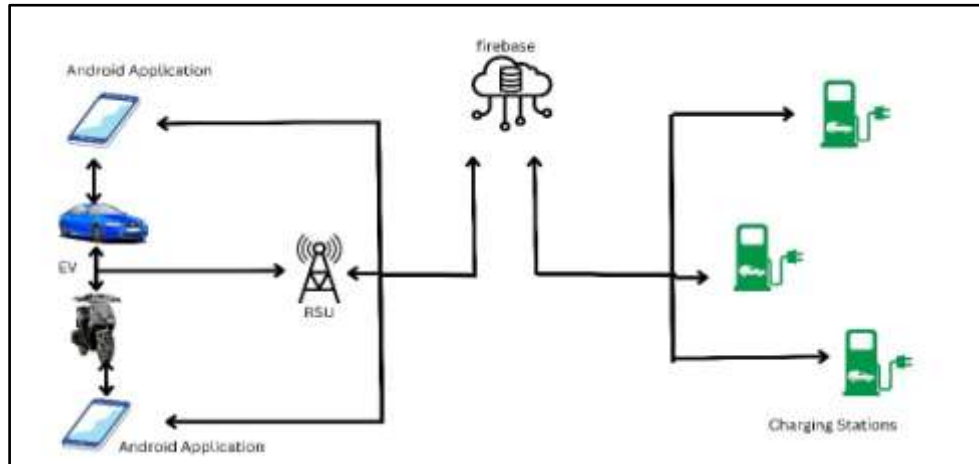 firebase
Android Application
EV
RSU
Charging Stations
Android Application